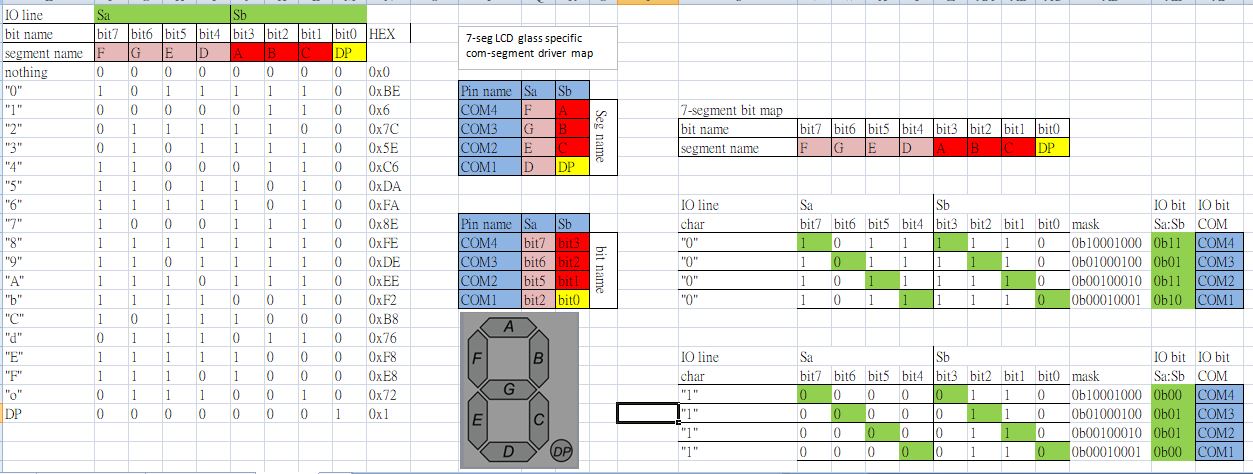 IO line Sa Sb
bit name bit7 bit6 bit5 bit4 bit3 bit2 bit1 bit0 HEX
segment name F G E D A B C DP
nothing 0 0 0 0 0 0 0 0 0x0
"0" 1 0 1 1 1 1 1 0 0xBE
"1" 0 0 0 0 0 1 1 0 0x6
"2" 0 1 1 1 1 1 0 0 0x7C
"3" 0 1 0 1 1 1 1 0 0x5E
"4" 1 1 0 0 0 1 1 0 0xC6
"5" 1 1 0 1 1 0 1 0 0xDA
"6" 1 1 1 1 1 0 1 0 0xFA
"7" 1 0 0 0 1 1 1 0 0x8E
"8" 1 1 1 1 1 1 1 0 0xFE
"9" 1 1 0 1 1 1 1 0 0xDE
"A" 1 1 1 0 1 1 1 0 0xEE
"b" 1 1 1 1 0 0 1 0 0xF2
"C" 1 0 1 1 1 0 0 0 0xB8
"d" 0 1 1 1 0 1 1 0 0x76
"E" 1 1 1 1 1 0 0 0 0xF8
"F" 1 1 1 0 1 0 0 0 0xE8
"o" 0 1 1 1 0 0 1 0 0x72
DP 0 0 0 0 0 0 0 1 0x1
7-seg LCD glass specific
com-segment driver map
Pin name Sa Sb
COM4 F A
COM3 G B
COM2 E C
COM1 D DP
Seg name
Pin name Sa Sb
COM4 bit7 bit3
COM3 bit6 bit2
COM2 bit5 bit1
COM1 bit2 bit0
bit name
A
F B
G
E C
D DP
7-segment bit map
bit name bit7 bit6 bit5 bit4 bit3 bit2 bit1 bit0
segment name F G E D A B C DP
IO line Sa Sb IO bit IO bit
char bit7 bit6 bit5 bit4 bit3 bit2 bit1 bit0 mask Sa:Sb COM
"0" 1 0 1 1 1 1 1 0 0b10001000 0b11 COM4
"0" 1 0 1 1 1 1 1 0 0b01000100 0b01 COM3
"0" 1 0 1 1 1 1 1 0 0b00100010 0b11 COM2
"0" 1 0 1 1 1 1 1 0 0b00010001 0b10 COM1
IO line Sa Sb IO bit IO bit
char bit7 bit6 bit5 bit4 bit3 bit2 bit1 bit0 mask Sa:Sb COM
"1" 0 0 0 0 0 1 1 0 0b10001000 0b00 COM4
"1" 0 0 0 0 0 1 1 0 0b01000100 0b01 COM3
"1" 0 0 0 0 0 1 1 0 0b00100010 0b01 COM2
"1" 0 0 0 0 0 1 1 0 0b00010001 0b00 COM1